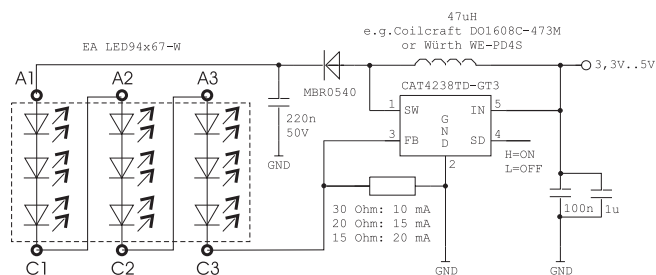 47uH
e.g.Coilcraft DO1608C-473M
or Würth WE-PD4S
EA LED94x67-W
3,3V..5V
A1
A2
A3
MBR0540
CAT4238TD-GT3
1
SW
IN
5
220n
50V
GND
3
FB
GND
SD
4
H=ON
L=OFF
2
GND
30 Ohm: 10 mA
20 Ohm: 15 mA
15 Ohm: 20 mA
100n
1u
C1
C2
C3
GND
GND